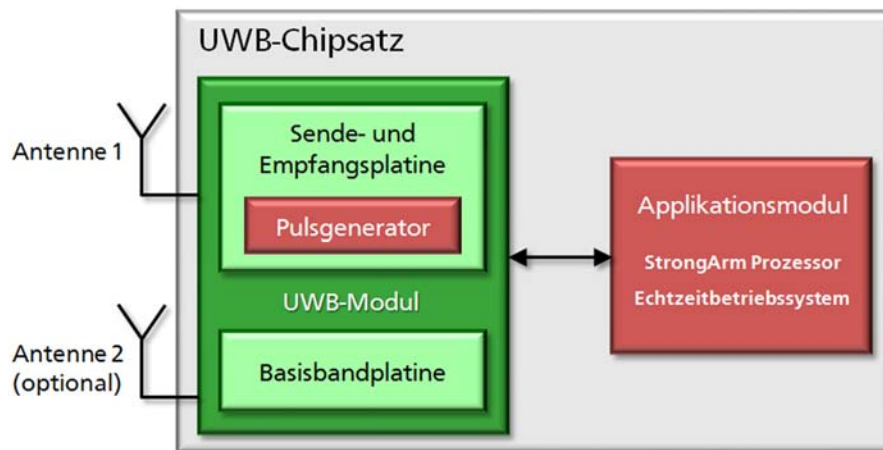 UWB-Chipsatz
Antenne 1
Sende- und
Empfangsplatine
Pulsgenerator
UWB-Modul
Antenne 2
(optional)
Basisbandplatine
Applikationsmodul
StrongArm Prozessor
Echtzeitbetriebssystem